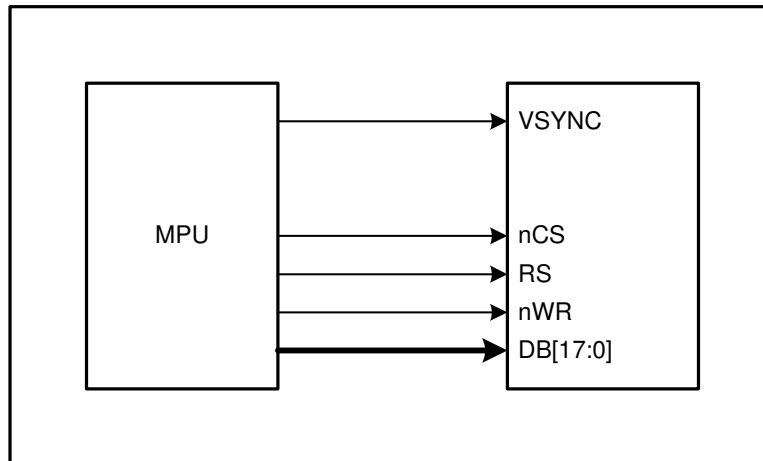 VSYNC
MPU
nCS
RS
nWR
DB[17:0]